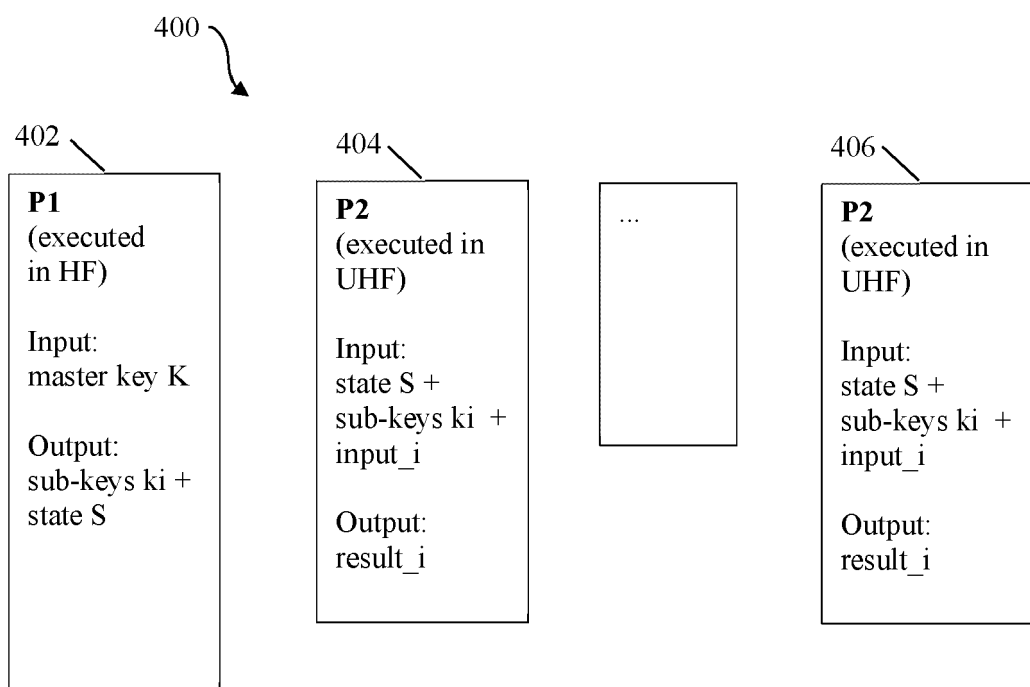 400
402
P1
(executed
in HF)
Input:
master key K
Output:
sub-keys ki +
state S
404
P2
(executed in
UHF)
Input:
state S +
sub-keys ki +
input_i
Output:
result_i
...
406
P2
(executed in
UHF)
Input:
state S +
sub-keys ki +
input_i
Output:
result_i